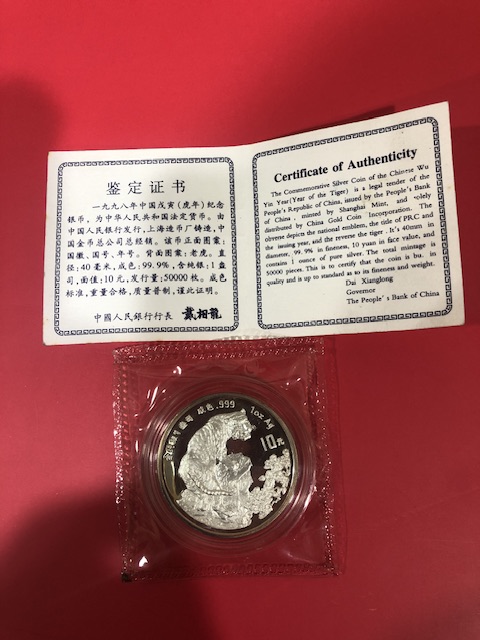 鉴定证书
一九九八年中国戊寅(虎年)纪念
银币，为中华人民共和国法定货币。由
中国人民银行发行，上海造币厂铸造，
中国金币总公司总经销。该币正面图案：
国徽、国号、年号。背面图案：老虎。直
径：40毫米，成色：99.9%，含纯银：1盎
司，面值：10元，发行量：50000枚。成色
标准，重量合格，质量普制，谨此证明。
中國人民銀行行長 戴相龍
Certificate of Authenticity
The Commemorative Silver Coin of the Chinese Wu
Yin Year(Year of the Tiger) is a legal tender of the
People's Republic of China, issued by the People's Bank
of China , minted by Shanghai Mint, and solely
distributed by China Gold Coin Incorporation. The
obverse depicts the national emblem, the title of PRC and
the issuing year, and the reverse the tiger . It's 40mm in
diameter, 99.9% in fineness, 10 yuan in face value, and
contains 1 ounce of pure silver. The total mintage is
50000 pieces. This is to certify that the coin is bu. in
quality and is up to standard as to its fineness and weight.
Dai Xianglong
Governor
The People's Bank of China
含纯银1盎司 成色.999 1oz Ag
10元